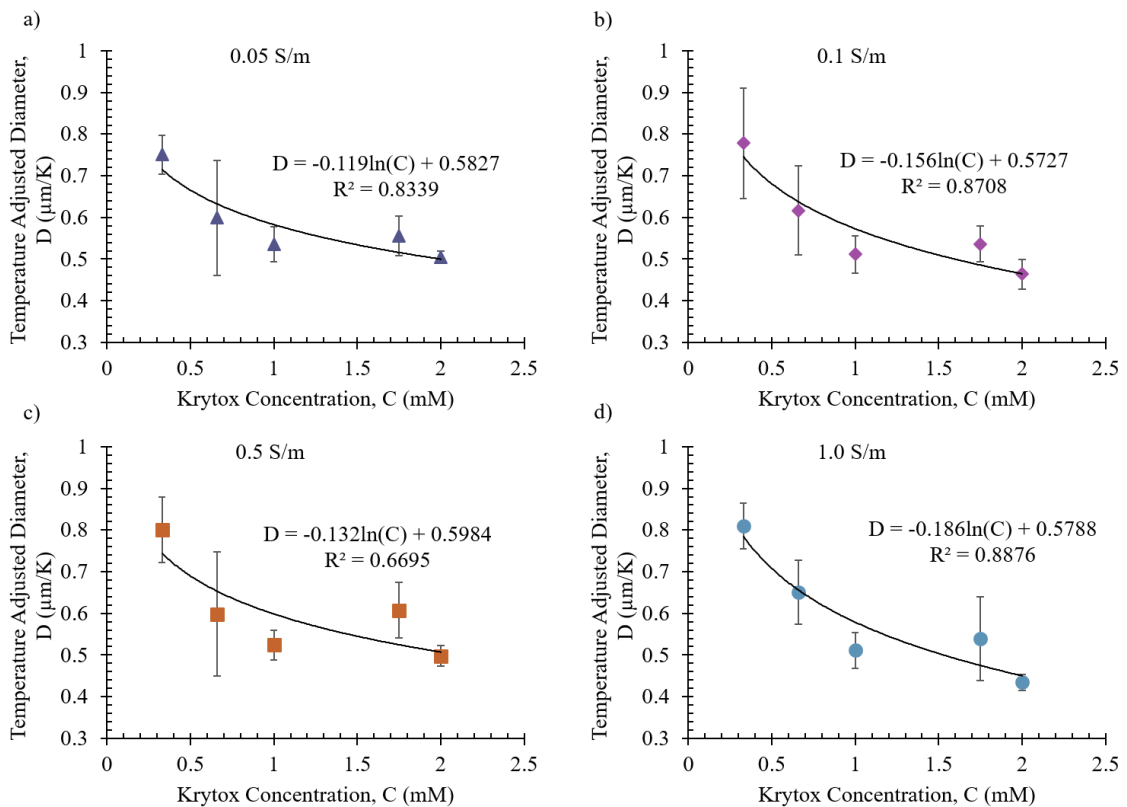 a)
0.05 S/m
Temperature Adjusted Diameter,
D (μm/K)
1
0.9
0.8
0.7
0.6
0.5
0.4
0.3
D = -0.119ln(C) + 0.5827
R² = 0.8339
0
0.5
1
1.5
2
2.5
Krytox Concentration, C (mM)
b)
0.1 S/m
Temperature Adjusted Diameter,
D (μm/K)
1
0.9
0.8
0.7
0.6
0.5
0.4
0.3
D = -0.156ln(C) + 0.5727
R² = 0.8708
0
0.5
1
1.5
2
2.5
Krytox Concentration, C (mM)
c)
0.5 S/m
Temperature Adjusted Diameter,
D (μm/K)
1
0.9
0.8
0.7
0.6
0.5
0.4
0.3
D = -0.132ln(C) + 0.5984
R² = 0.6695
0
0.5
1
1.5
2
2.5
Krytox Concentration, C (mM)
d)
1.0 S/m
Temperature Adjusted Diameter,
D (μm/K)
1
0.9
0.8
0.7
0.6
0.5
0.4
0.3
D = -0.186ln(C) + 0.5788
R² = 0.8876
0
0.5
1
1.5
2
2.5
Krytox Concentration, C (mM)